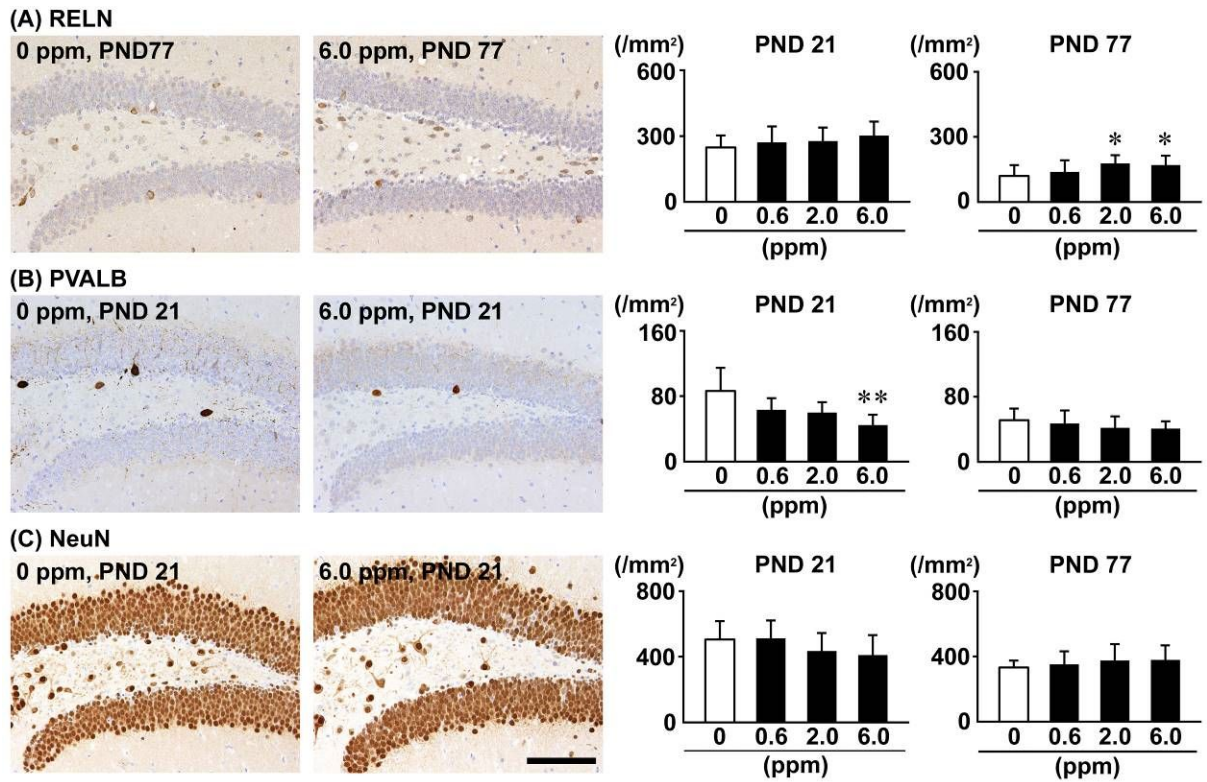 (A) RELN
0 ppm, PND77
6.0 ppm, PND 77
(/mm²)
PND 21
600
300
0
0 0.6 2.0 6.0
(ppm)
(/mm²)
PND 77
600
300
0
* *
0 0.6 2.0 6.0
(ppm)
(B) PVALB
0 ppm, PND 21
6.0 ppm, PND 21
(/mm²)
PND 21
160
80
0
**
0 0.6 2.0 6.0
(ppm)
(/mm²)
PND 77
160
80
0
0 0.6 2.0 6.0
(ppm)
(C) NeuN
0 ppm, PND 21
6.0 ppm, PND 21
(/mm²)
PND 21
800
400
0
0 0.6 2.0 6.0
(ppm)
(/mm²)
PND 77
800
400
0
0 0.6 2.0 6.0
(ppm)